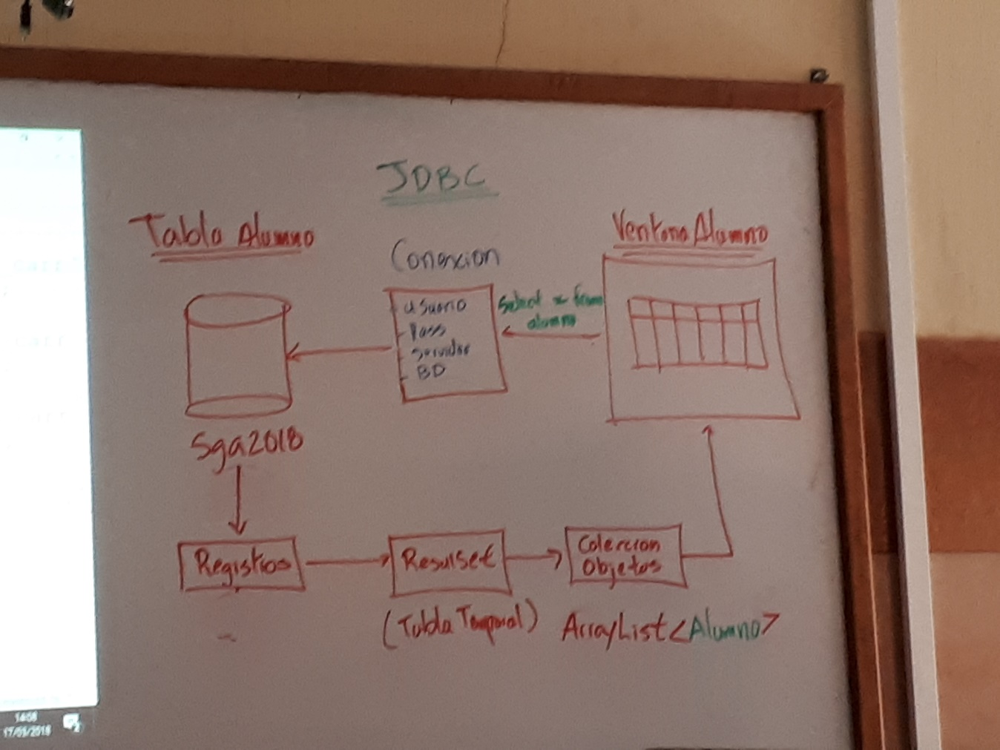 JDBC
Tabla Alumno
Conexion
Ventana Alumno
- usuario
- Pass
- Servidor
- BD
Select * from
alumno
Sga2018
Registros
Resulset
Coleccion
Objetos
(Tabla Temporal)
ArrayList<Alumno>
14:08
17/09/2018